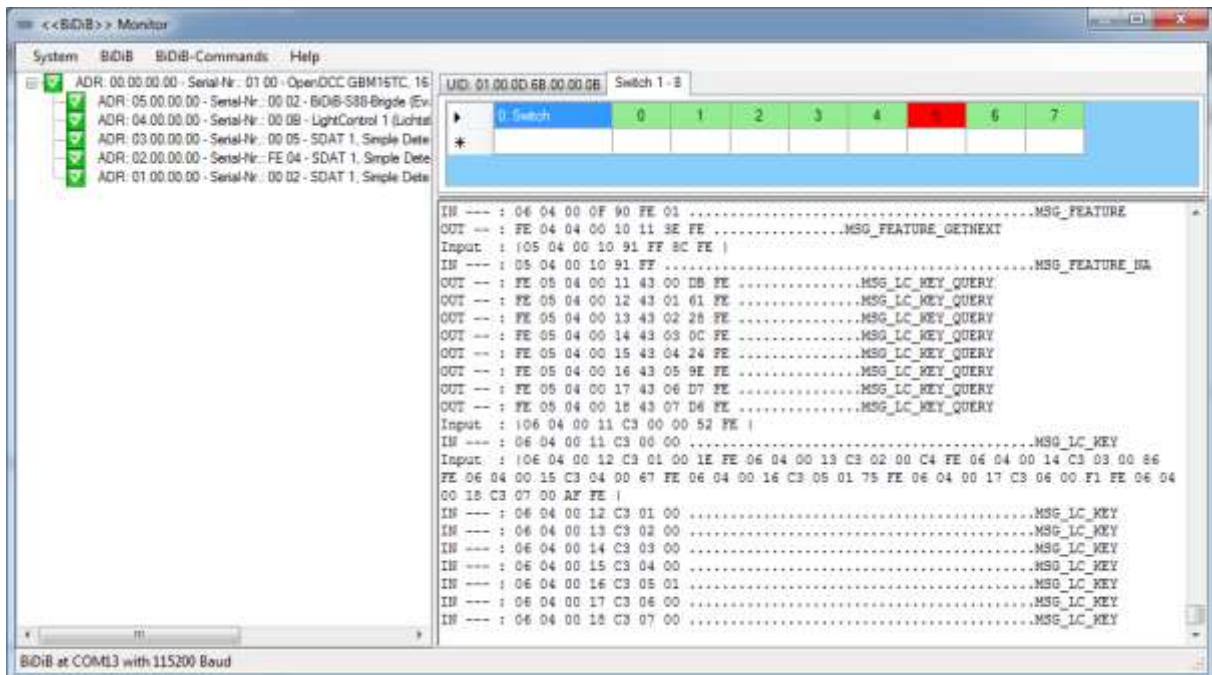 <<BiDiB>> Monitor
System BiDiB BiDiB-Commands Help
ADR: 00.00.00.00 - Serial-Nr.: 01 00 - OpenDCC GBM16TC, 16
ADR: 05.00.00.00 - Serial-Nr.: 00 02 - BiDiB-S88-Brigde (Ev
ADR: 04.00.00.00 - Serial-Nr.: 00 0B - LightControl 1 (Lichtst
ADR: 03.00.00.00 - Serial-Nr.: 00 05 - SDAT 1, Simple Dete
ADR: 02.00.00.00 - Serial-Nr.: FE 04 - SDAT 1, Simple Dete
ADR: 01.00.00.00 - Serial-Nr.: 00 02 - SDAT 1, Simple Dete
UID: 01.00.0D.6B.00.00.0B Switch 1 - 8
0: Switch 0 1 2 3 4 5 6 7
IN --- : 06 04 00 0F 90 FE 01 ..........................................MSG_FEATURE
OUT -- : FE 04 04 00 10 11 3E FE ................MSG_FEATURE_GETNEXT
Input : |05 04 00 10 91 FF 8C FE |
IN --- : 05 04 00 10 91 FF .............................................MSG_FEATURE_NA
OUT -- : FE 05 04 00 11 43 00 DB FE ...............MSG_LC_KEY_QUERY
OUT -- : FE 05 04 00 12 43 01 61 FE ...............MSG_LC_KEY_QUERY
OUT -- : FE 05 04 00 13 43 02 28 FE ...............MSG_LC_KEY_QUERY
OUT -- : FE 05 04 00 14 43 03 0C FE ...............MSG_LC_KEY_QUERY
OUT -- : FE 05 04 00 15 43 04 24 FE ...............MSG_LC_KEY_QUERY
OUT -- : FE 05 04 00 16 43 05 9E FE ...............MSG_LC_KEY_QUERY
OUT -- : FE 05 04 00 17 43 06 D7 FE ...............MSG_LC_KEY_QUERY
OUT -- : FE 05 04 00 18 43 07 D6 FE ...............MSG_LC_KEY_QUERY
Input : |06 04 00 11 C3 00 00 52 FE |
IN --- : 06 04 00 11 C3 00 00 ..........................................MSG_LC_KEY
Input : |06 04 00 12 C3 01 00 1E FE 06 04 00 13 C3 02 00 C4 FE 06 04 00 14 C3 03 00 86
FE 06 04 00 15 C3 04 00 67 FE 06 04 00 16 C3 05 01 75 FE 06 04 00 17 C3 06 00 F1 FE 06 04
00 18 C3 07 00 AF FE |
IN --- : 06 04 00 12 C3 01 00 ..........................................MSG_LC_KEY
IN --- : 06 04 00 13 C3 02 00 ..........................................MSG_LC_KEY
IN --- : 06 04 00 14 C3 03 00 ..........................................MSG_LC_KEY
IN --- : 06 04 00 15 C3 04 00 ..........................................MSG_LC_KEY
IN --- : 06 04 00 16 C3 05 01 ..........................................MSG_LC_KEY
IN --- : 06 04 00 17 C3 06 00 ..........................................MSG_LC_KEY
IN --- : 06 04 00 18 C3 07 00 ..........................................MSG_LC_KEY
BiDiB at COM13 with 115200 Baud